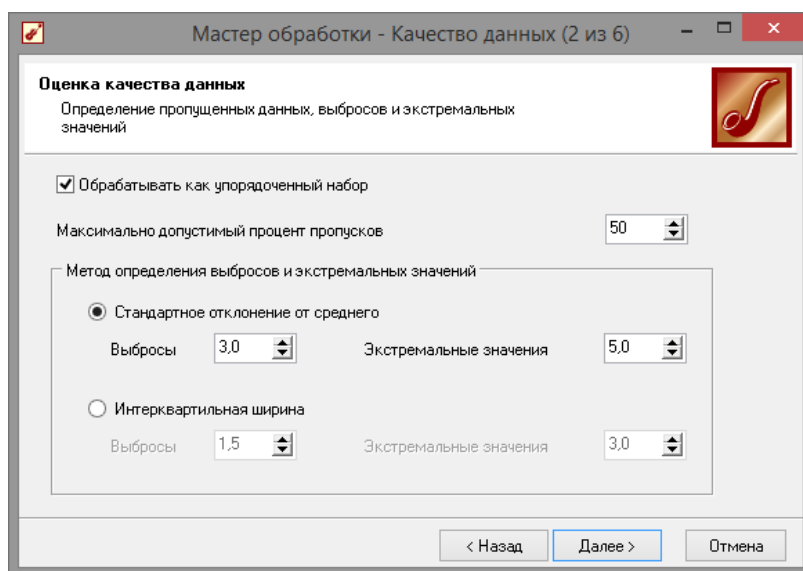 Мастер обработки - Качество данных (2 из 6)
Оценка качества данных
Определение пропущенных данных, выбросов и экстремальных
значений
Обрабатывать как упорядоченный набор
Максимально допустимый процент пропусков 50
Метод определения выбросов и экстремальных значений
Стандартное отклонение от среднего
Выбросы 3,0 Экстремальные значения 5,0
Интерквартильная ширина
Выбросы 1,5 Экстремальные значения 3,0
< Назад Далее > Отмена